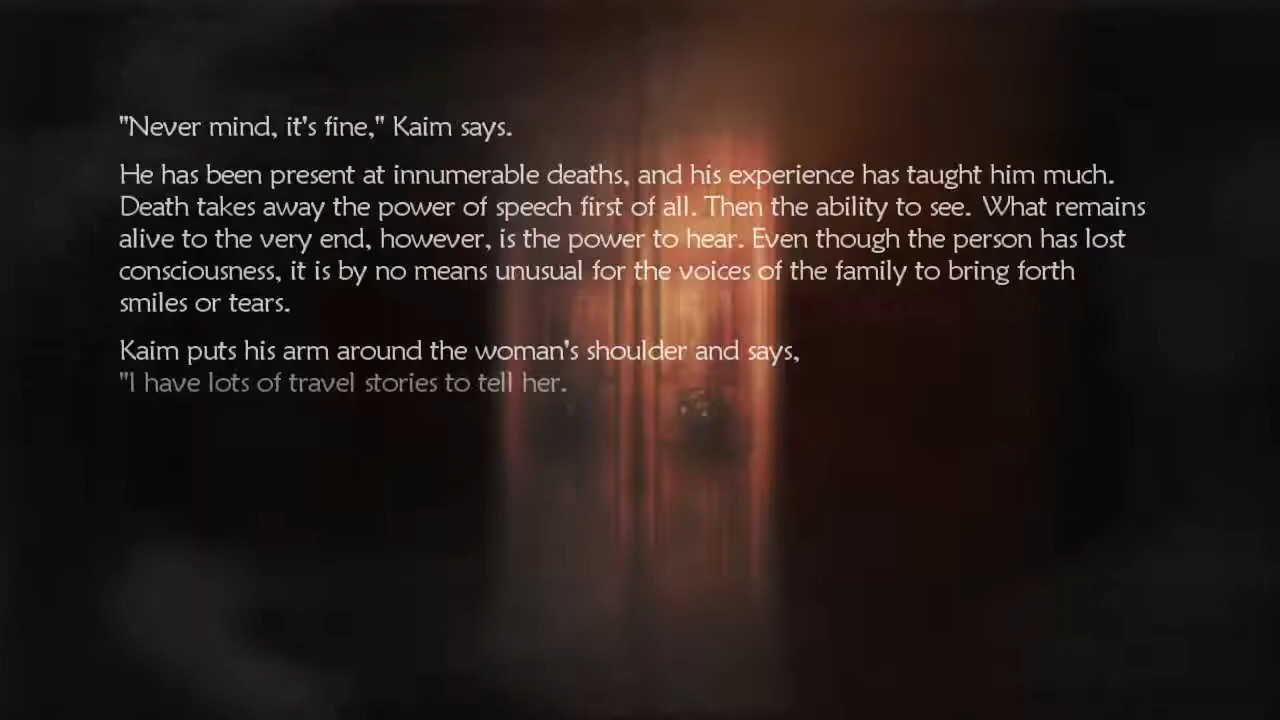 "Never mind, it's fine," Kaim says.
He has been present at innumerable deaths, and his experience has taught him much.
Death takes away the power of speech first of all. Then the ability to see. What remains
alive to the very end, however, is the power to hear. Even though the person has lost
consciousness, it is by no means unusual for the voices of the family to bring forth
smiles or tears.
Kaim puts his arm around the woman's shoulder and says,
"I have lots of travel stories to tell her.